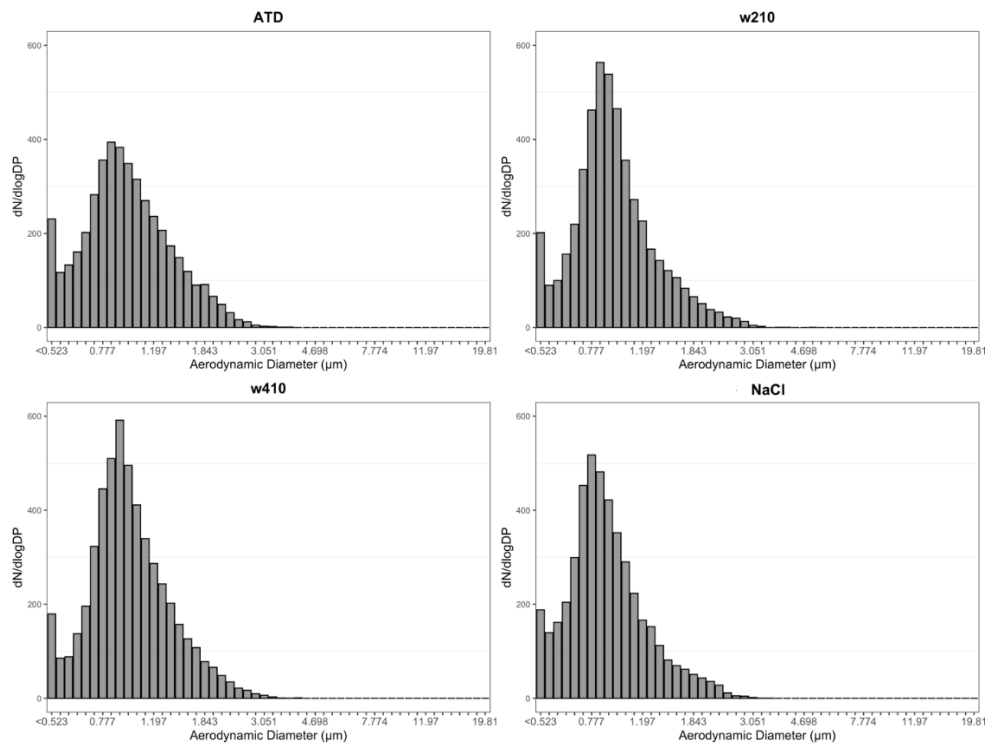 ATD
600
400
200
0
dN/dlogDP
<0.523 0.777 1.197 1.843 3.051 4.698 7.774 11.97 19.81
Aerodynamic Diameter (µm)
w210
600
400
200
0
dN/dlogDP
<0.523 0.777 1.197 1.843 3.051 4.698 7.774 11.97 19.81
Aerodynamic Diameter (µm)
w410
600
400
200
0
dN/dlogDP
<0.523 0.777 1.197 1.843 3.051 4.698 7.774 11.97 19.81
Aerodynamic Diameter (µm)
NaCl
600
400
200
0
dN/dlogDP
<0.523 0.777 1.197 1.843 3.051 4.698 7.774 11.97 19.81
Aerodynamic Diameter (µm)